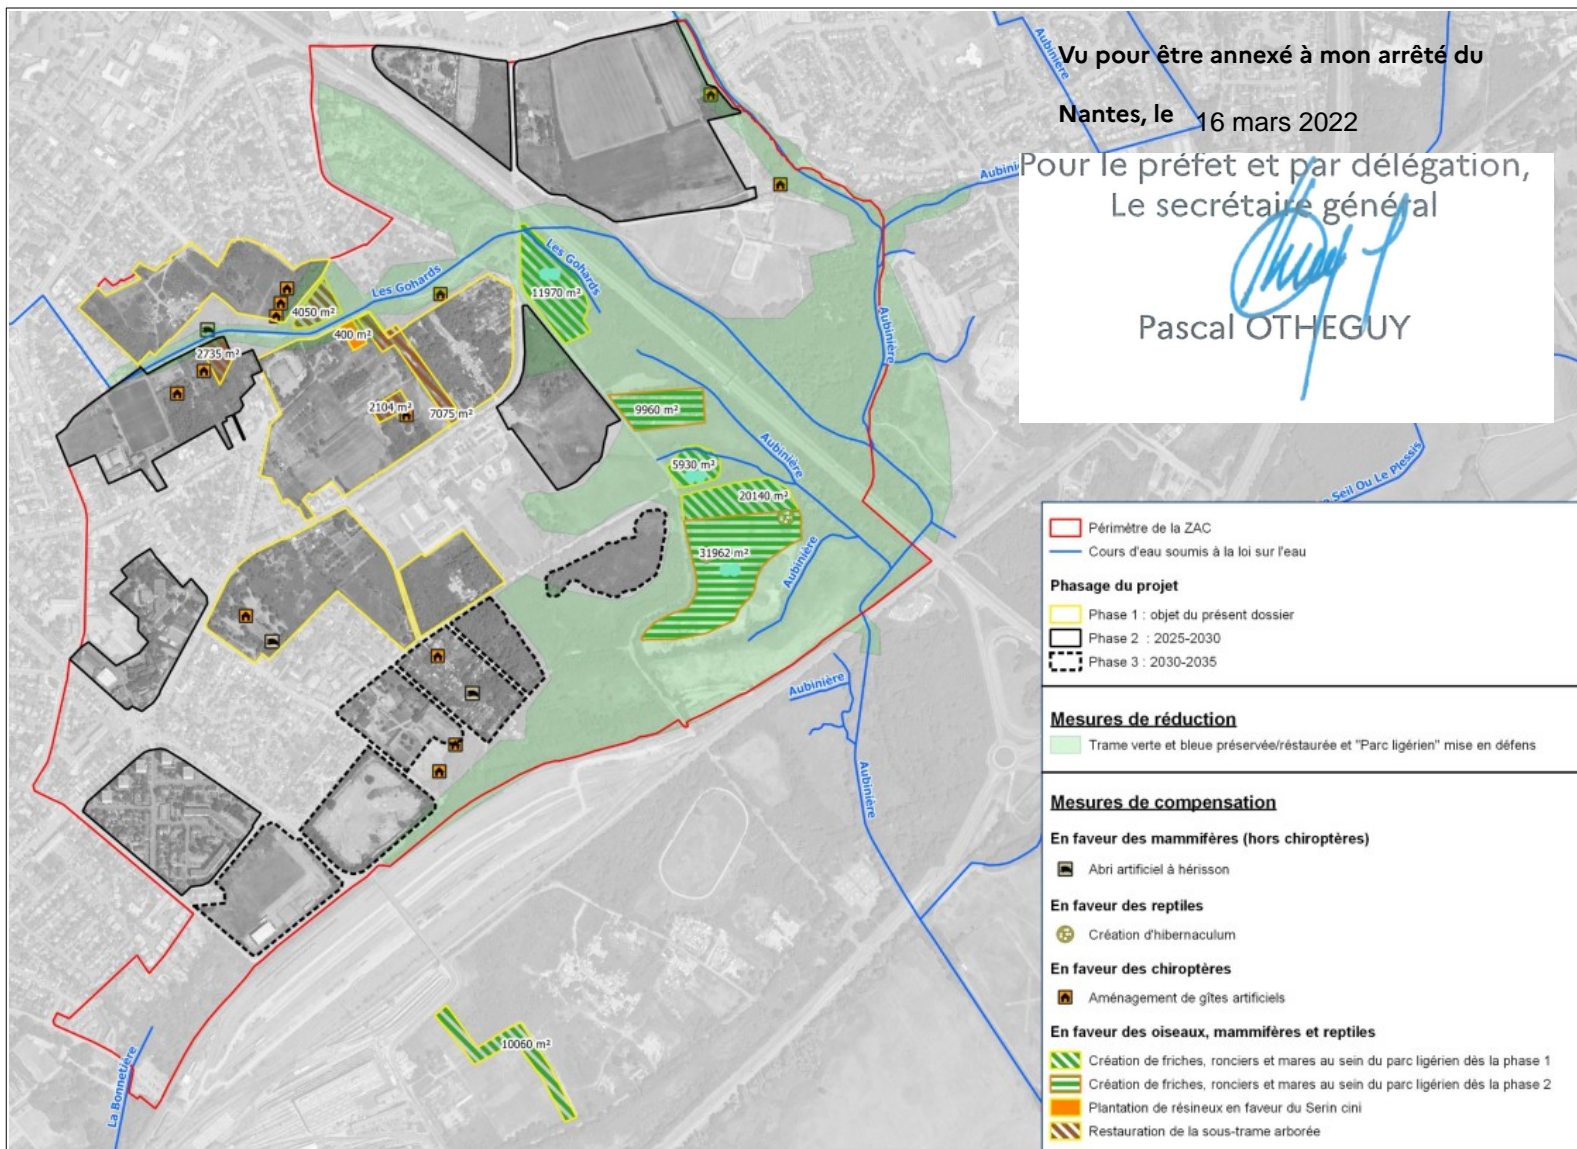 Vu pour être annexé à mon arrêté du
Nantes, le 16 mars 2022
Pour le préfet et par délégation,
Le secrétaire général
Pascal OTHEGUY
Aubinière
Aubinière
Les Gohards
Les Gohards
11970 m²
4050 m²
400 m²
2735 m²
2104 m²
7075 m²
Aubinière
9960 m²
Aubinière
5930 m²
20140 m²
31962 m²
Aubinière
Seil Ou Le Plessis
Aubinière
Aubinière
10060 m²
La Bonnetière
Périmètre de la ZAC
Cours d'eau soumis à la loi sur l'eau
Phasage du projet
Phase 1 : objet du présent dossier
Phase 2 : 2025-2030
Phase 3 : 2030-2035
Mesures de réduction
Trame verte et bleue préservée/réstaurée et "Parc ligérien" mise en défens
Mesures de compensation
En faveur des mammifères (hors chiroptères)
Abri artificiel à hérisson
En faveur des reptiles
Création d'hibernaculum
En faveur des chiroptères
Aménagement de gîtes artificiels
En faveur des oiseaux, mammifères et reptiles
Création de friches, ronciers et mares au sein du parc ligérien dès la phase 1
Création de friches, ronciers et mares au sein du parc ligérien dès la phase 2
Plantation de résineux en faveur du Serin cini
Restauration de la sous-trame arborée